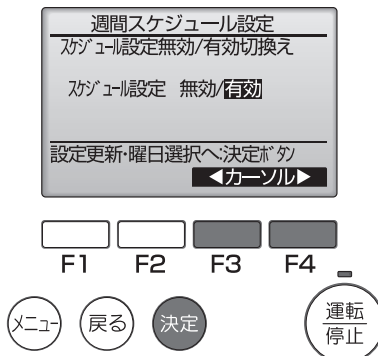 週間スケジュール設定
ｽｹｼﾞｭｰﾙ設定無効/有効切換え
ｽｹｼﾞｭｰﾙ設定 無効/有効
設定更新･曜日選択へ:決定ﾎﾞﾀﾝ
◀カーソル▶
F1 F2 F3 F4
メニュー 戻る 決定 運転
停止